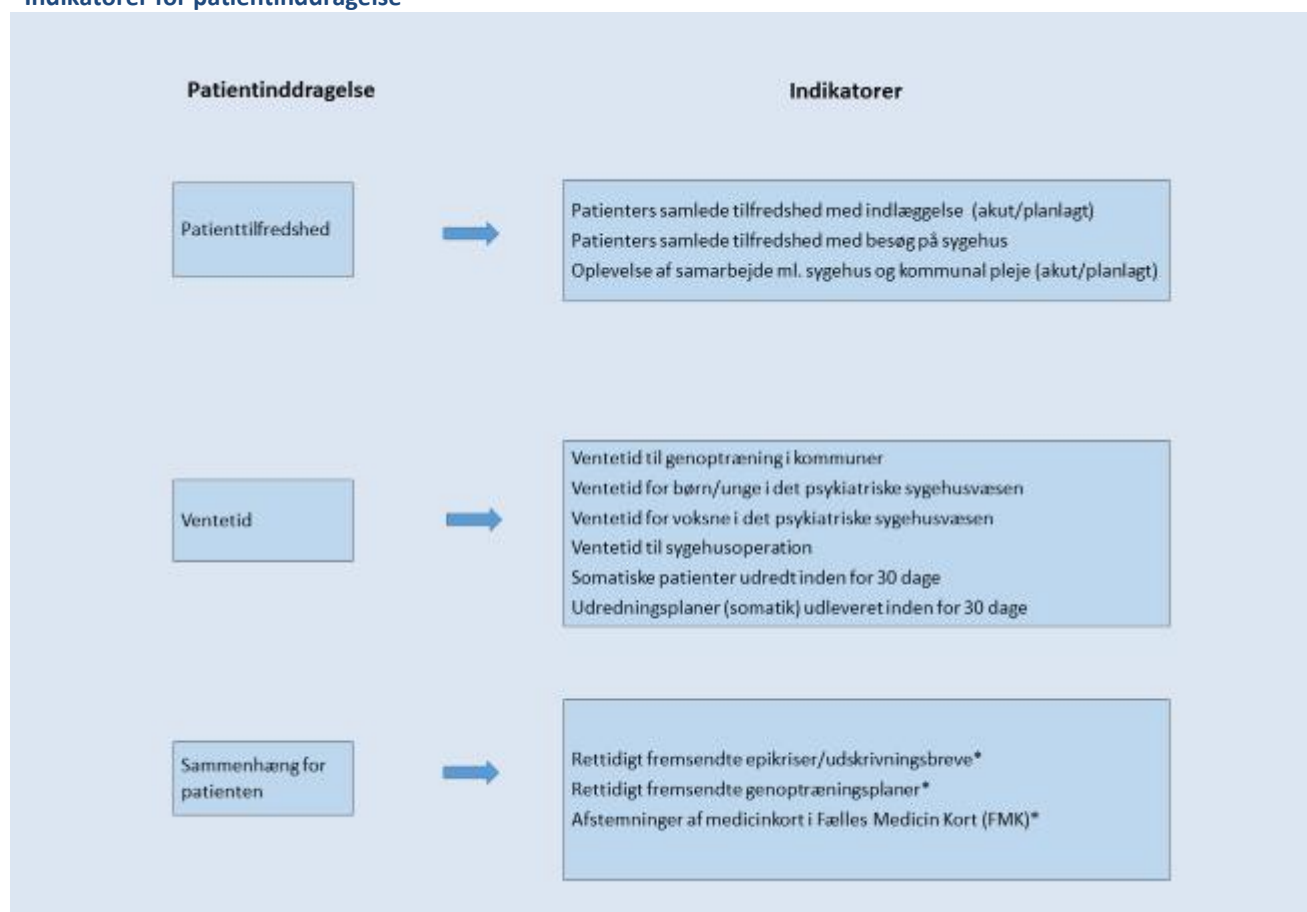 Indikatorer for patientinddragelse
Patientinddragelse
Indikatorer
Patienttilfredshed
Patienters samlede tilfredshed med indlæggelse (akut/planlagt)
Patienters samlede tilfredshed med besøg på sygehus
Oplevelse af samarbejde ml. sygehus og kommunal pleje (akut/planlagt)
Ventetid
Ventetid til genoptræning i kommuner
Ventetid for børn/unge i det psykiatriske sygehusvæsen
Ventetid for voksne i det psykiatriske sygehusvæsen
Ventetid til sygehusoperation
Somatiske patienter udredt inden for 30 dage
Udredningsplaner (somatik) udleveret inden for 30 dage
Sammenhæng for
patienten
Rettidigt fremsendte epikriser/udskrivningsbreve*
Rettidigt fremsendte genoptræningsplaner*
Afstemninger af medicinkort i Fælles Medicin Kort (FMK)*